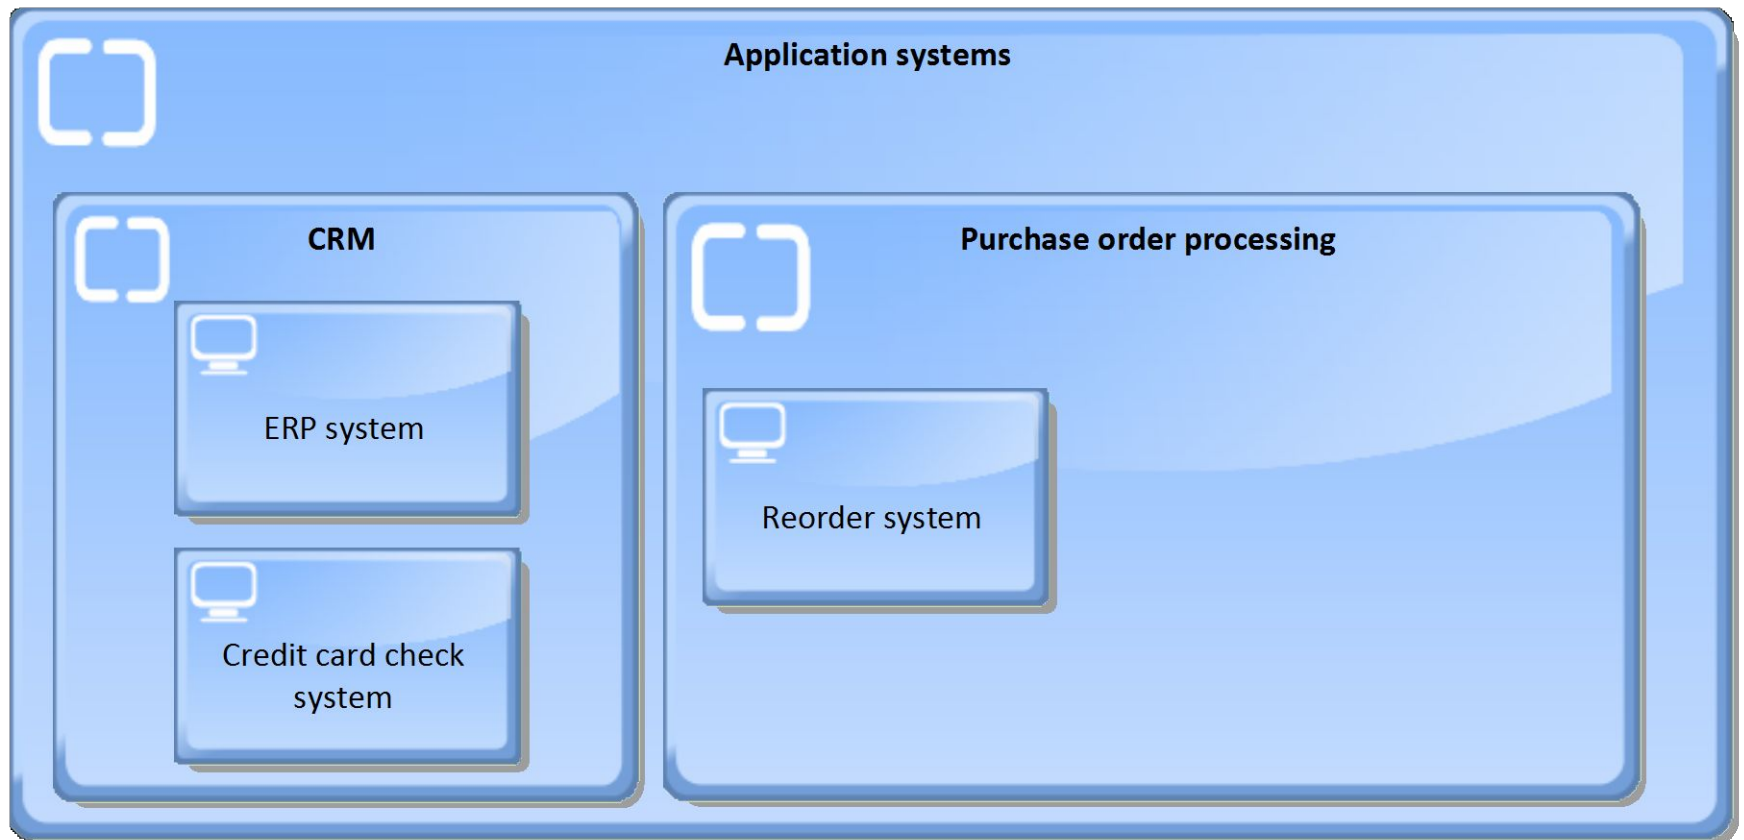 Application systems
CRM
ERP system
Credit card check
system
Purchase order processing
Reorder system